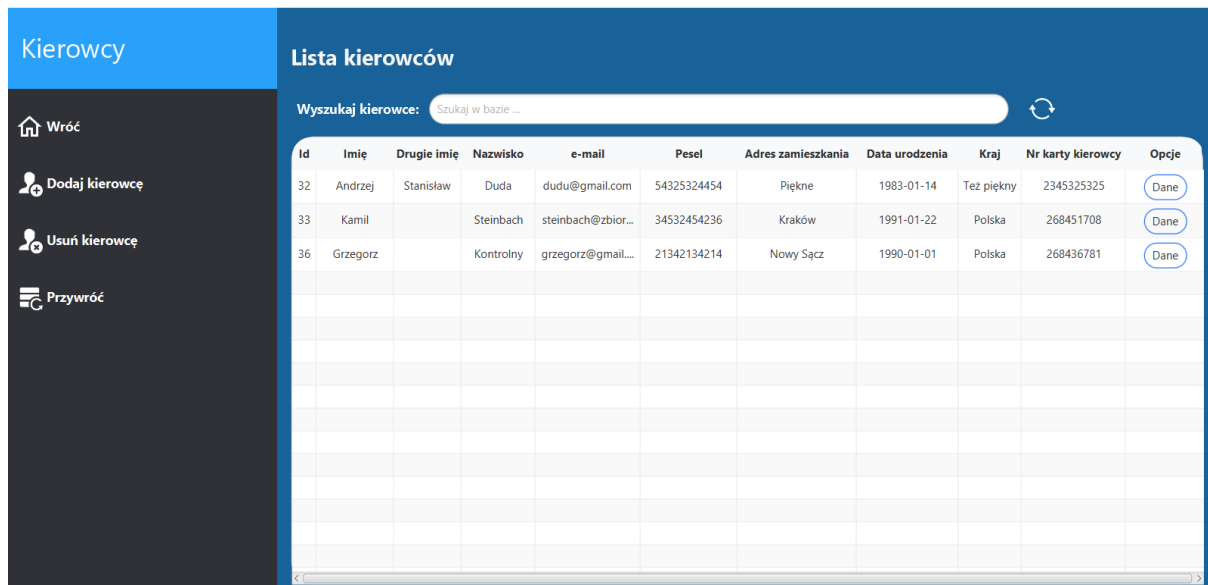 Kierowcy
Wróć
Dodaj kierowcę
Usuń kierowcę
Przywróć
Lista kierowców
Wyszukaj kierowce: Szukaj w bazie ...
Id Imię Drugie imię Nazwisko e-mail Pesel Adres zamieszkania Data urodzenia Kraj Nr karty kierowcy Opcje
32 Andrzej Stanisław Duda dudu@gmail.com 54325324454 Piękne 1983-01-14 Też piękny 2345325325 Dane
33 Kamil Steinbach steinbach@zbior... 34532454236 Kraków 1991-01-22 Polska 268451708 Dane
36 Grzegorz Kontrolny grzegorz@gmail.... 21342134214 Nowy Sącz 1990-01-01 Polska 268436781 Dane